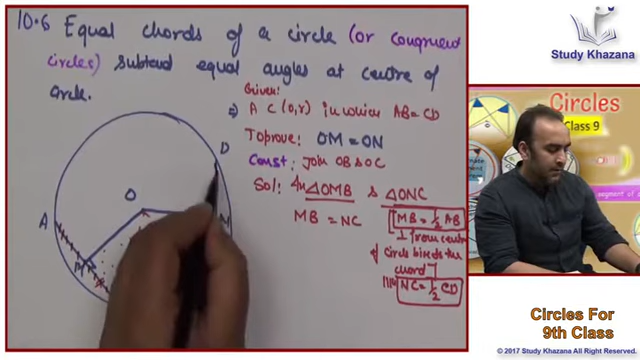 10.6 Equal chords of a circle (or congruent
circles) subtend equal angles at centre of
circle.
Given:
A C (O,r) in which AB=CD
To prove: OM = ON
Const: join OB & OC
Sol: In △OMB & △ONC
MB = NC
[MB = 1/2 AB
⊥ from centre
of circle bisects the
chord]
NC = 1/2 CD
D
O
A
M
N
Study Khazana
Circles
Class 9
segment of
Circles For
9th Class
© 2017 Study Khazana All Rights Reserved.